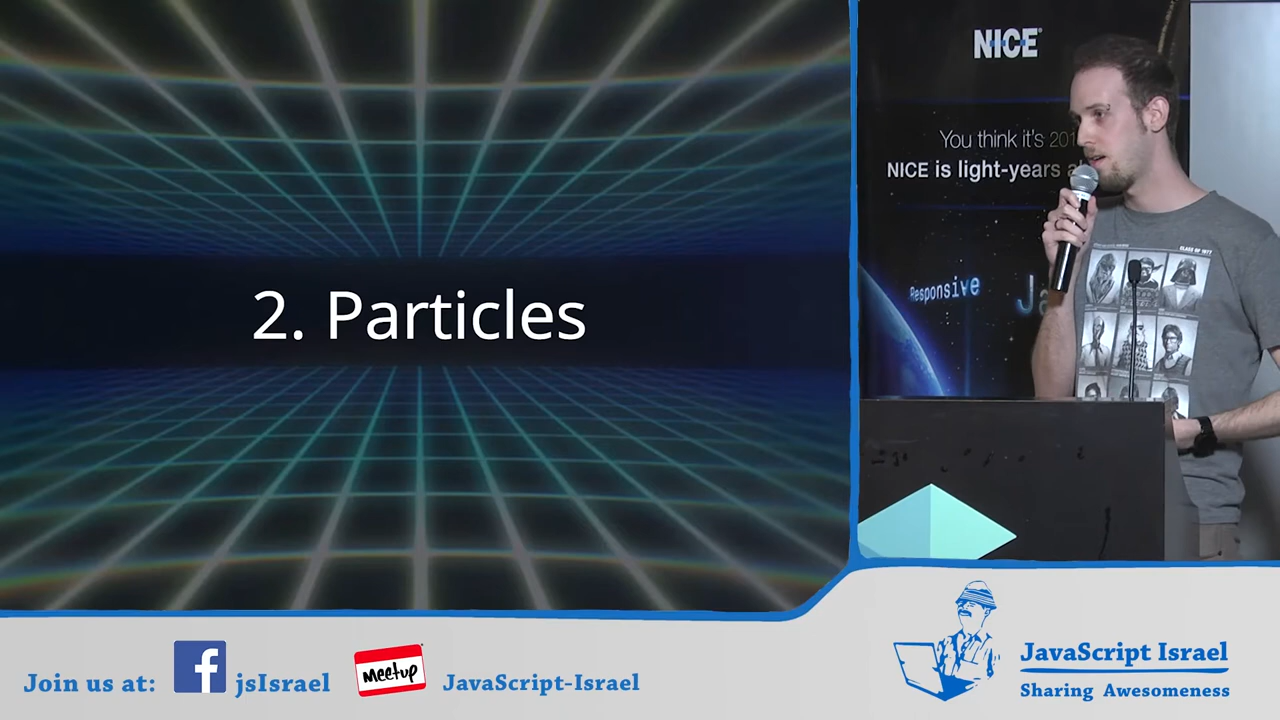 2. Particles
NICE
You think it's 201
NICE is light-years a
Responsive
Ja
CLASS OF 1977
Join us at:
jsIsrael
Meetup
JavaScript-Israel
JavaScript Israel
Sharing Awesomeness